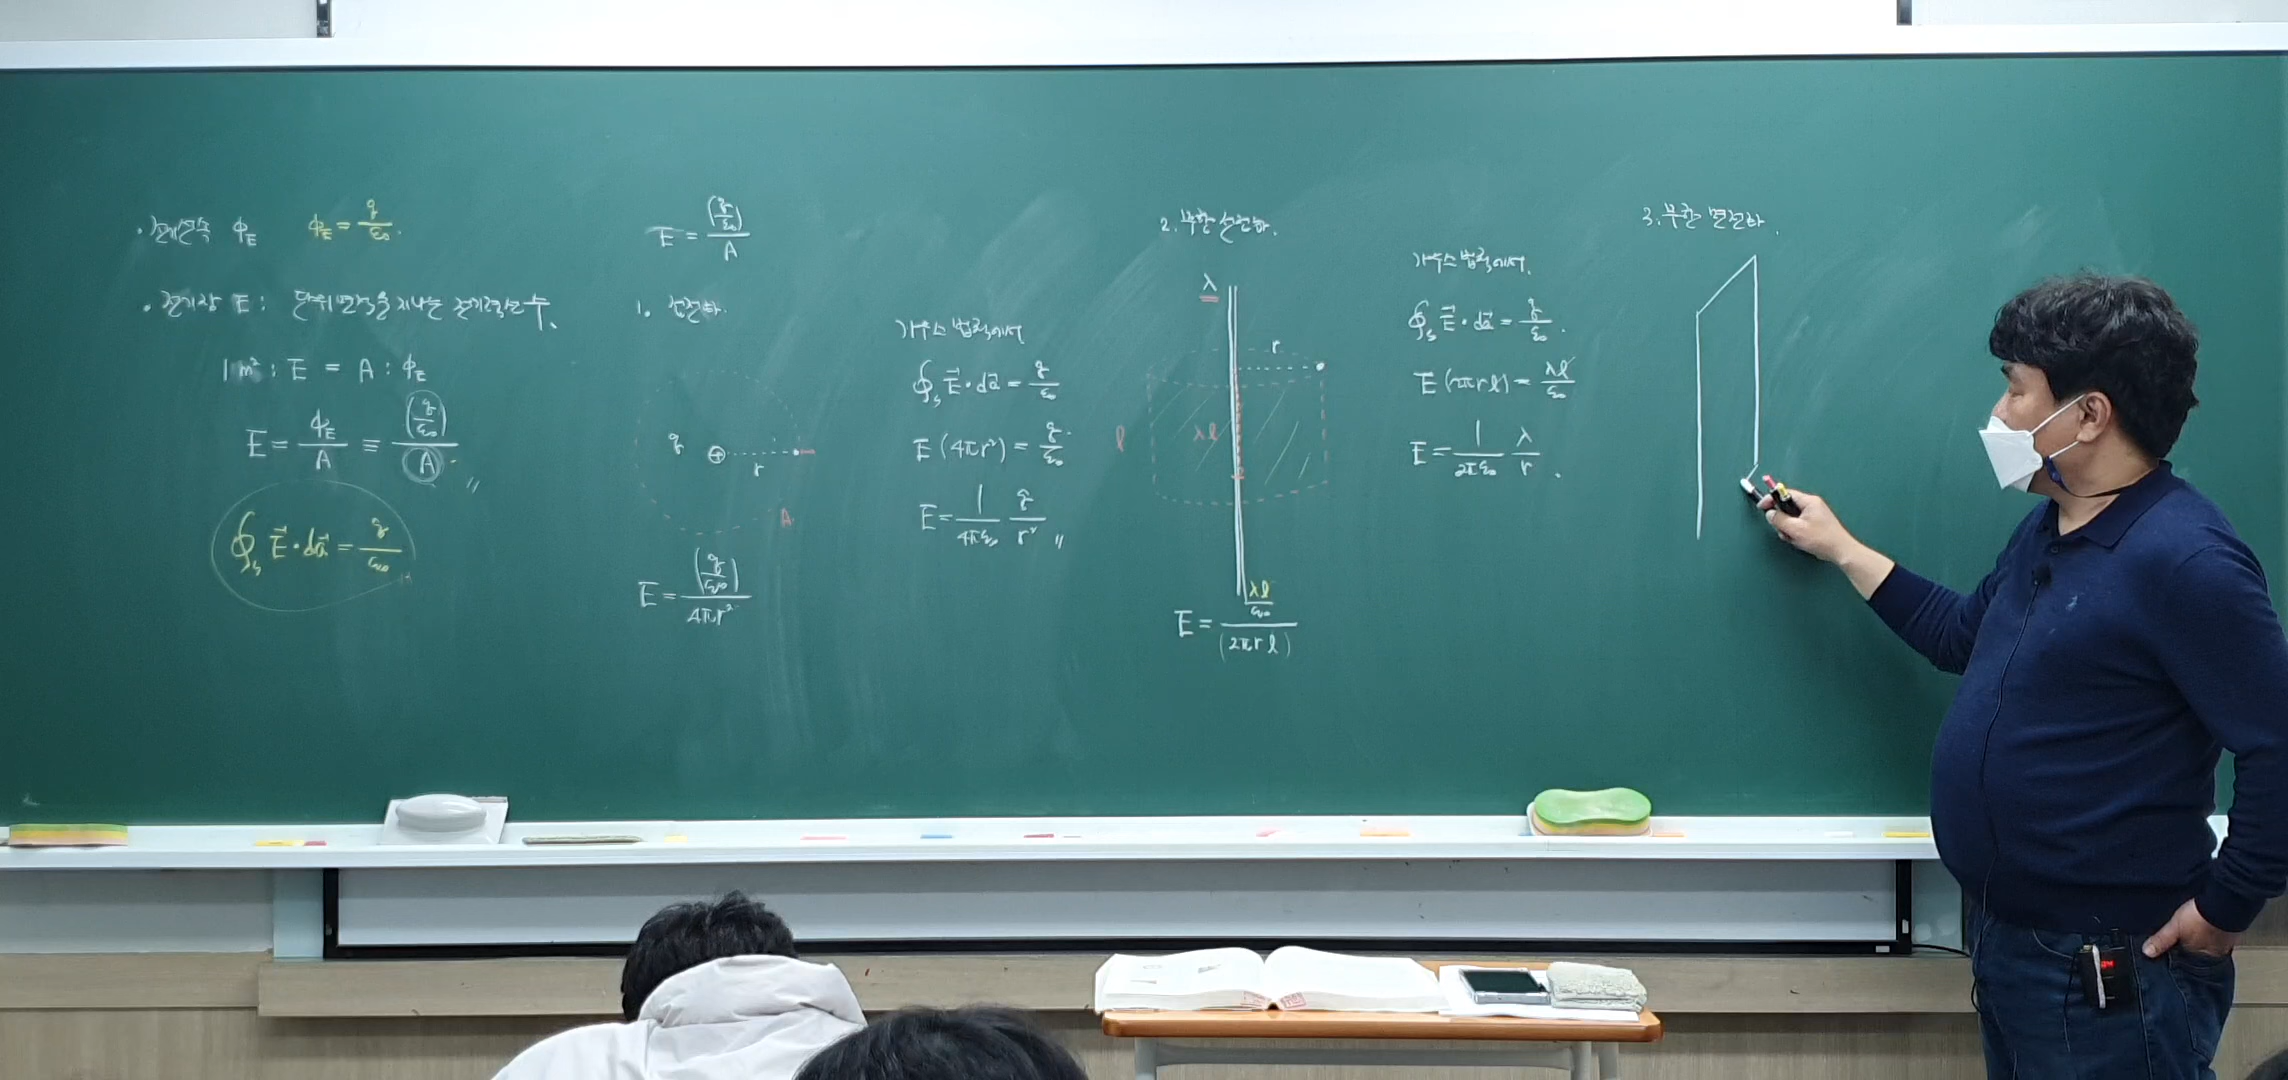 · 전기선속 Φ_E   Φ_E = q/ε₀.
· 전기장 E : 단위면적을 지나는 전기력선 수.
1m² : E = A : Φ_E
E = Φ_E/A ≡ (q/ε₀)/A. 〃
∮ₛ E⃗·da⃗ = q/ε₀ 〃
E = (q/ε₀)/A
1. 점전하.
q ⊕ r
A
E = (q/ε₀)/4πr²
가우스 법칙에서
∮ₛ E⃗·da⃗ = q/ε₀
E (4πr²) = q/ε₀.
E = 1/4πε₀ q/r² 〃
2. 무한 선전하.
λ
r
l
λl
E = (λl/ε₀)/(2πrl)
가우스 법칙에서.
∮ₛ E⃗·da⃗ = q/ε₀.
E (2πrl) = λl/ε₀
E = 1/2πε₀ λ/r .
3. 무한 면전하.